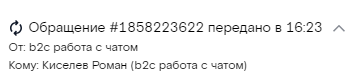 Обращение #1858223622 передано в 16:23
От: b2c работа с чатом
Кому: Киселев Роман (b2c работа с чатом)